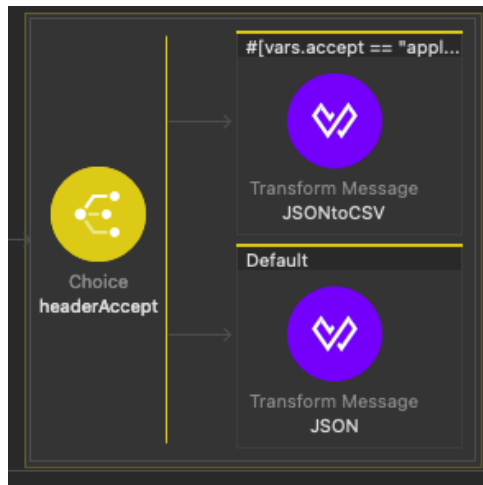 #[vars.accept == "appl...
Transform Message
JSONtoCSV
Choice
headerAccept
Default
Transform Message
JSON